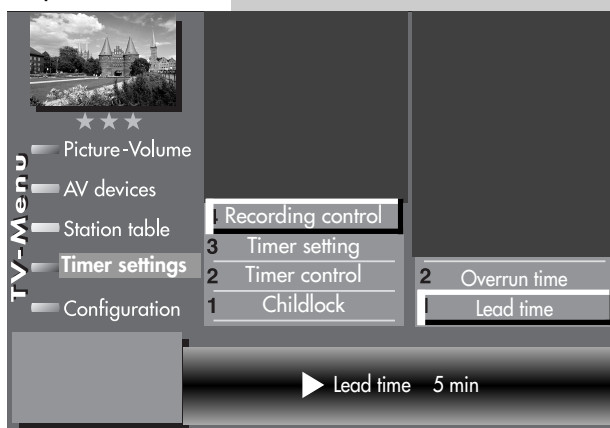 TV-Menu
Picture-Volume
AV devices
Station table
Timer settings
Configuration
4 Recording control
3 Timer setting
2 Timer control
1 Childlock
2 Overrun time
1 Lead time
Lead time 5 min